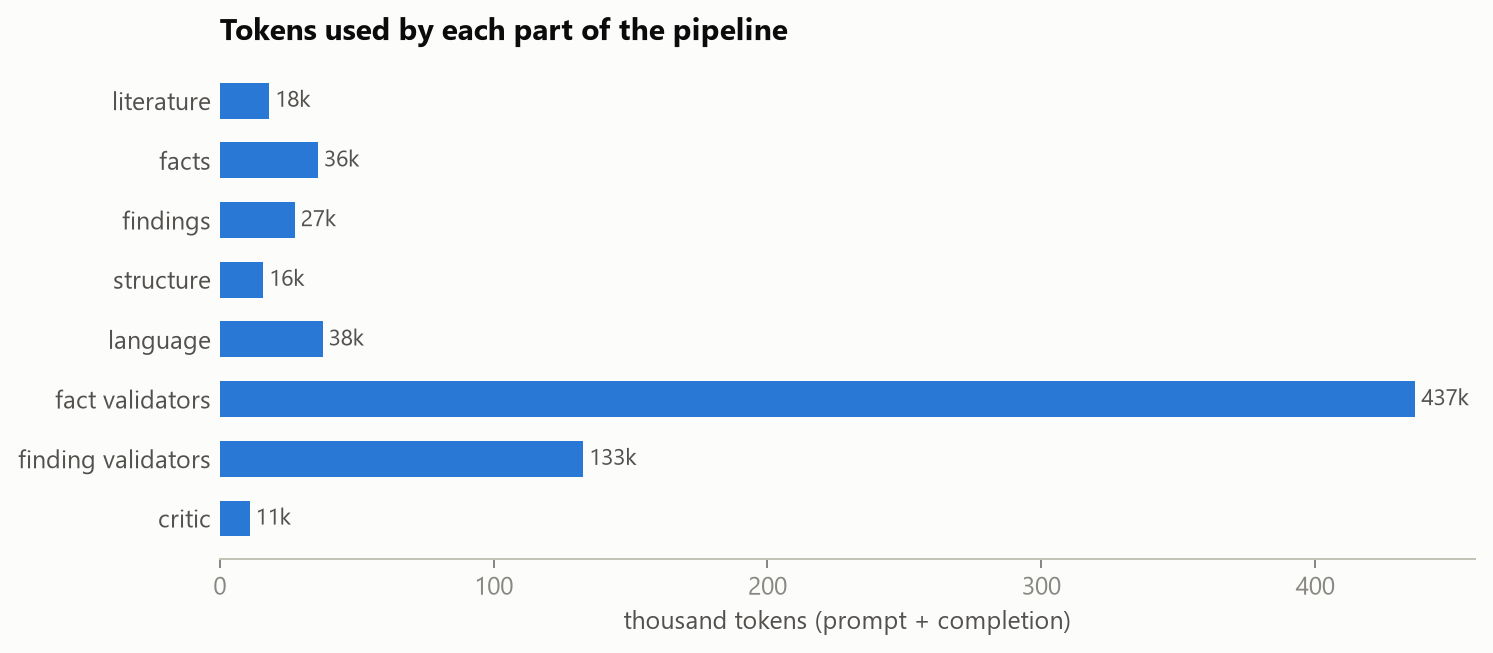 Tokens used by each part of the pipeline
literature 18k
facts 36k
findings 27k
structure 16k
language 38k
fact validators 437k
finding validators 133k
critic 11k
0 100 200 300 400
thousand tokens (prompt + completion)